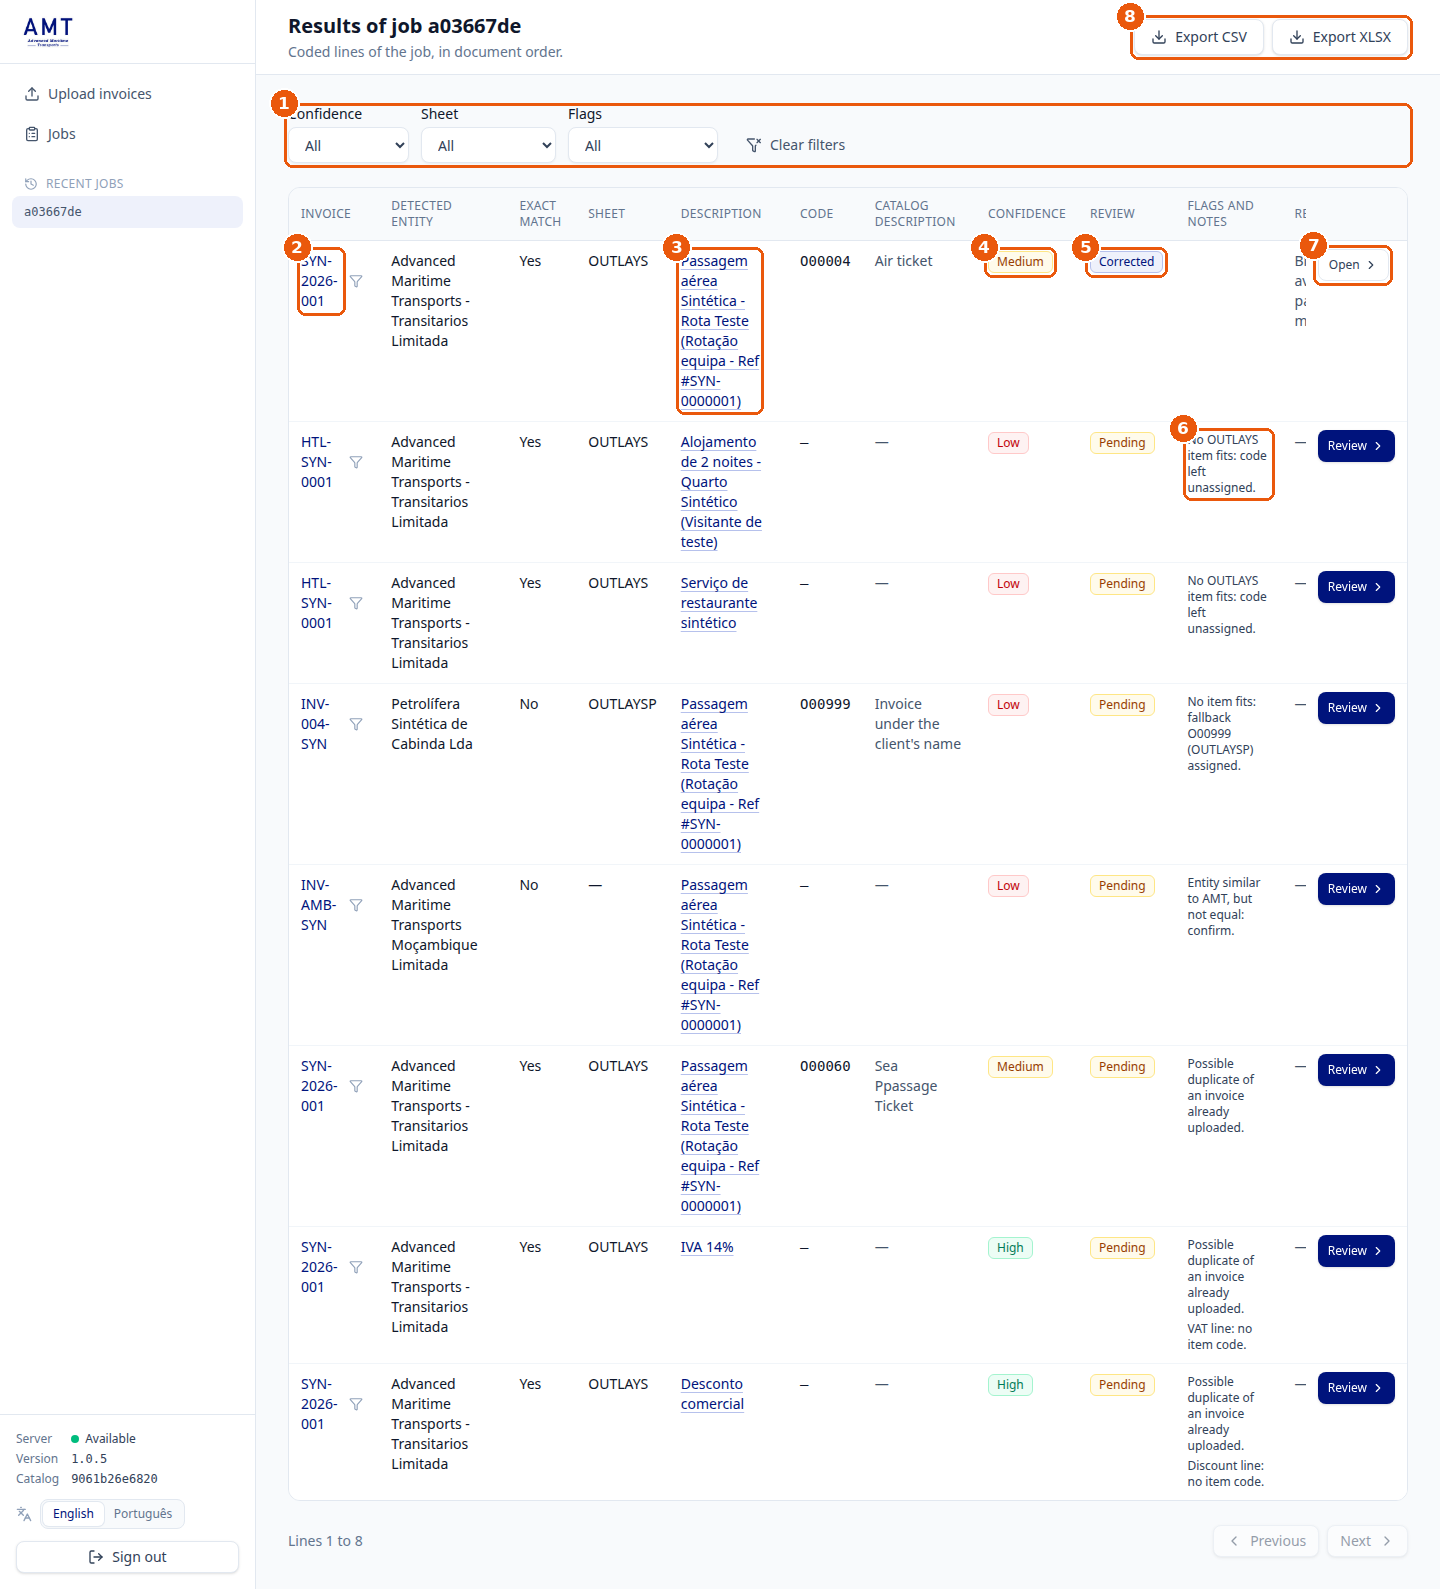 AMT
Advanced Maritime
Transports
Upload invoices
Jobs
RECENT JOBS
a03667de
Results of job a03667de
Coded lines of the job, in document order.
8
Export CSV
Export XLSX
1
Confidence
Sheet
Flags
All
All
All
Clear filters
INVOICE
DETECTED
ENTITY
EXACT
MATCH
SHEET
DESCRIPTION
CODE
CATALOG
DESCRIPTION
CONFIDENCE
REVIEW
FLAGS AND
NOTES
RE
2
SYN-
2026-
001
Advanced
Maritime
Transports -
Transitarios
Limitada
Yes
OUTLAYS
3
Passagem
aérea
Sintética -
Rota Teste
(Rotação
equipa - Ref
#SYN-
0000001)
O00004
Air ticket
4
Medium
5
Corrected
7
Open
HTL-
SYN-
0001
Advanced
Maritime
Transports -
Transitarios
Limitada
Yes
OUTLAYS
Alojamento
de 2 noites -
Quarto
Sintético
(Visitante de
teste)
–
—
Low
Pending
6
No OUTLAYS
item fits: code
left
unassigned.
—
Review
HTL-
SYN-
0001
Advanced
Maritime
Transports -
Transitarios
Limitada
Yes
OUTLAYS
Serviço de
restaurante
sintético
–
—
Low
Pending
No OUTLAYS
item fits: code
left
unassigned.
—
Review
INV-
004-
SYN
Petrolífera
Sintética de
Cabinda Lda
No
OUTLAYSP
Passagem
aérea
Sintética -
Rota Teste
(Rotação
equipa - Ref
#SYN-
0000001)
O00999
Invoice
under the
client's name
Low
Pending
No item fits:
fallback
O00999
(OUTLAYSP)
assigned.
—
Review
INV-
AMB-
SYN
Advanced
Maritime
Transports
Moçambique
Limitada
No
—
Passagem
aérea
Sintética -
Rota Teste
(Rotação
equipa - Ref
#SYN-
0000001)
–
—
Low
Pending
Entity similar
to AMT, but
not equal:
confirm.
—
Review
SYN-
2026-
001
Advanced
Maritime
Transports -
Transitarios
Limitada
Yes
OUTLAYS
Passagem
aérea
Sintética -
Rota Teste
(Rotação
equipa - Ref
#SYN-
0000001)
O00060
Sea
Ppassage
Ticket
Medium
Pending
Possible
duplicate of
an invoice
already
uploaded.
—
Review
SYN-
2026-
001
Advanced
Maritime
Transports -
Transitarios
Limitada
Yes
OUTLAYS
IVA 14%
–
—
High
Pending
Possible
duplicate of
an invoice
already
uploaded.
VAT line: no
item code.
—
Review
SYN-
2026-
001
Advanced
Maritime
Transports -
Transitarios
Limitada
Yes
OUTLAYS
Desconto
comercial
–
—
High
Pending
Possible
duplicate of
an invoice
already
uploaded.
Discount line:
no item code.
—
Review
Lines 1 to 8
Previous
Next
Server
Available
Version
1.0.5
Catalog
9061b26e6820
English
Português
Sign out